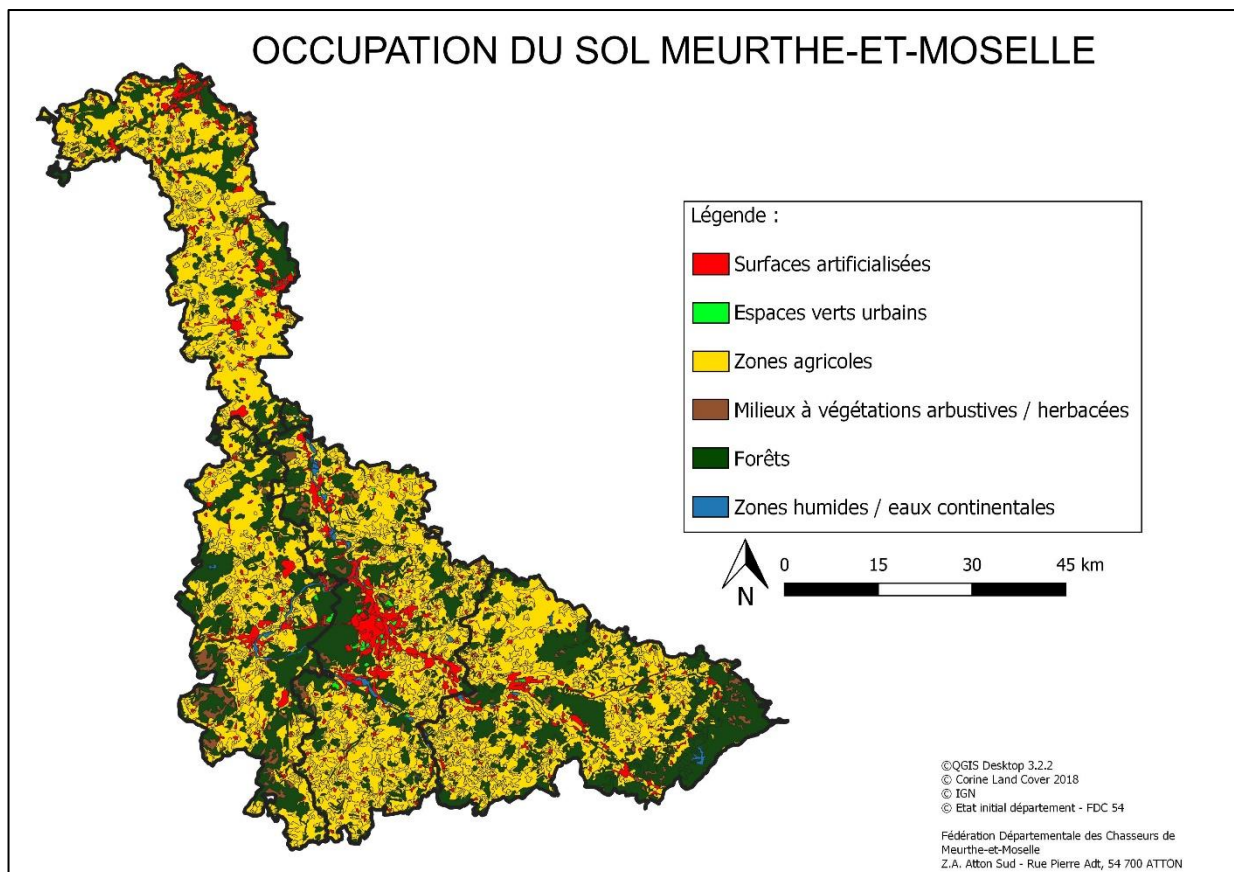 OCCUPATION DU SOL MEURTHE-ET-MOSELLE
Légende :
Surfaces artificialisées
Espaces verts urbains
Zones agricoles
Milieux à végétations arbustives / herbacées
Forêts
Zones humides / eaux continentales
N
0 15 30 45 km
©QGIS Desktop 3.2.2
© Corine Land Cover 2018
© IGN
© Etat initial département - FDC 54
Fédération Départementale des Chasseurs de
Meurthe-et-Moselle
Z.A. Atton Sud - Rue Pierre Adt, 54 700 ATTON